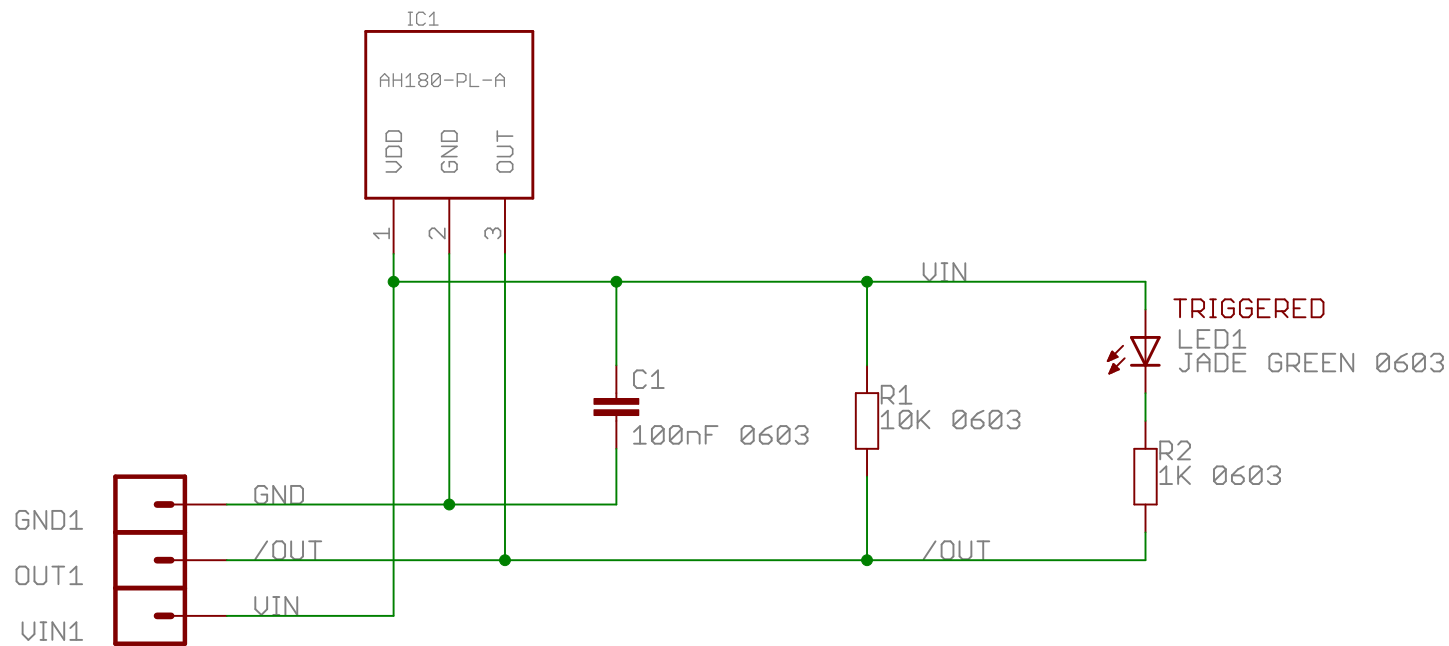 IC1
AH180-PL-A
VDD
GND
OUT
1
2
3
VIN
TRIGGERED
LED1
JADE GREEN 0603
C1
100nF 0603
R1
10K 0603
R2
1K 0603
GND
GND1
/OUT
/OUT
OUT1
VIN
VIN1